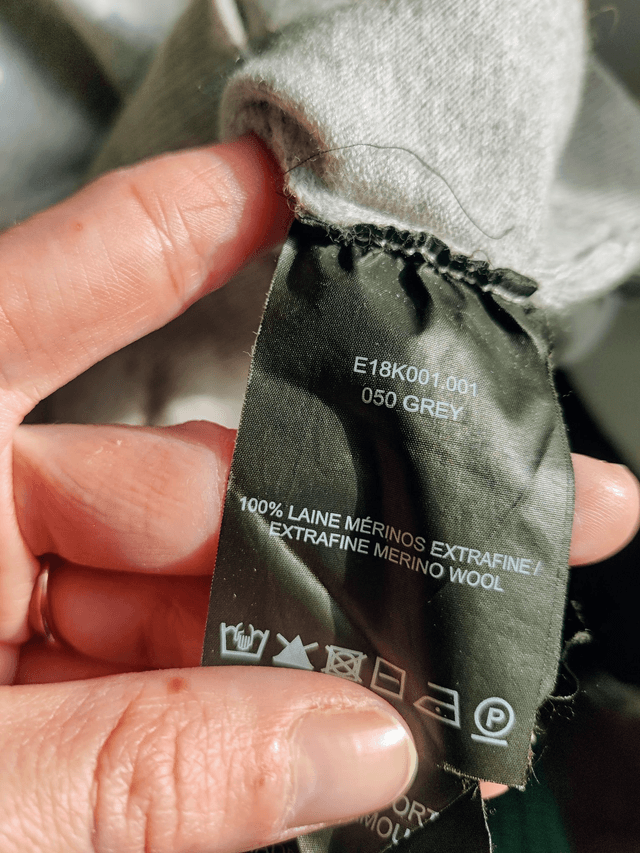 E18K001.001
050 GREY
100% LAINE MÉRINOS EXTRAFINE /
EXTRAFINE MERINO WOOL
P